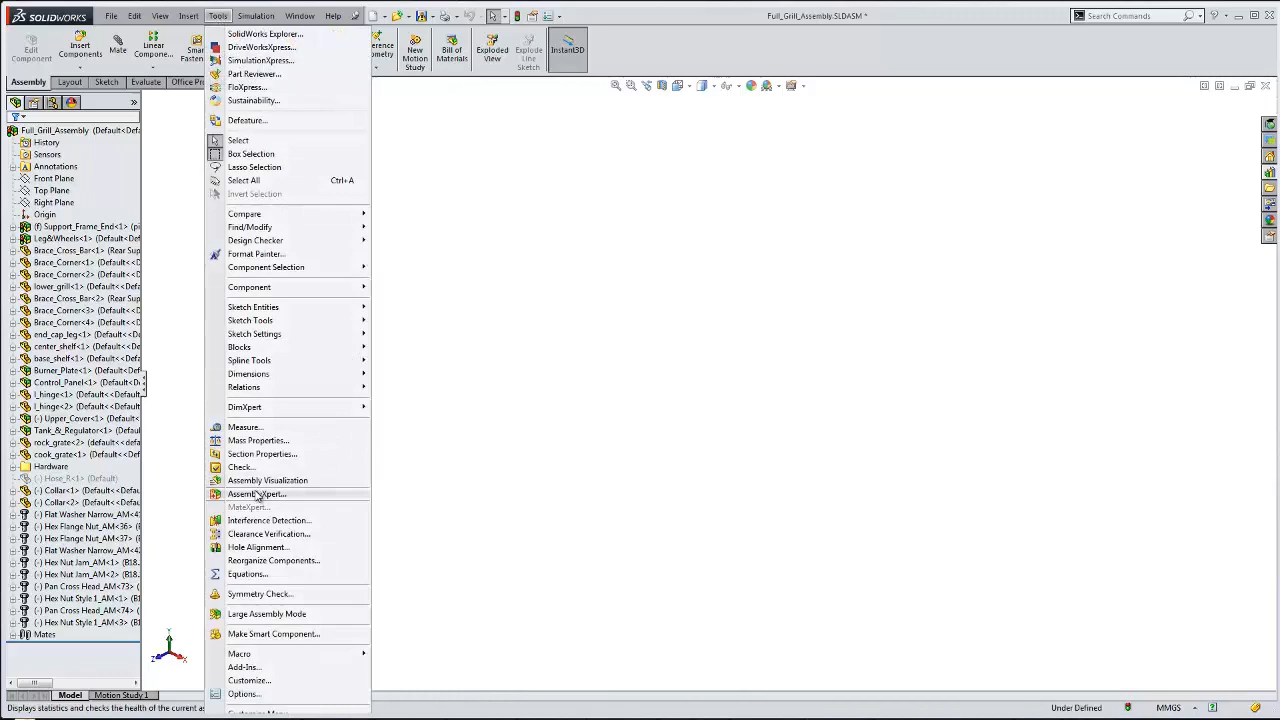 SOLIDWORKS File Edit View Insert Tools Simulation Window Help Full_Grill_Assembly.SLDASM * Search Commands
Edit Component
Insert Components
Mate
Linear Compone...
Smart Fasten
New Motion Study
Bill of Materials
Exploded View
Explode Line Sketch
Instant3D
Assembly Layout Sketch Evaluate Office Pro
Full_Grill_Assembly (Default<Defa
History
Sensors
Annotations
Front Plane
Top Plane
Right Plane
Origin
(f) Support_Frame_End<1> (pi
Leg&Wheels<1> (Default<Def
Brace_Cross_Bar<1> (Rear Sup
Brace_Corner<1> (Default<<D
Brace_Corner<2> (Default<<D
lower_grill<1> (Default<<Def
Brace_Cross_Bar<2> (Rear Sup
Brace_Corner<3> (Default<<D
Brace_Corner<4> (Default<<D
end_cap_leg<1> (Default<<D
center_shelf<1> (Default<<De
base_shelf<1> (Default<<Def
Burner_Plate<1> (Default<Def
Control_Panel<1> (Default<D
l_hinge<1> (Default<<Default
l_hinge<2> (Default<<Default
(-) Upper_Cover<1> (Default
Tank_&_Regulator<1> (Defaul
rock_grate<2> (default<<defa
cook_grate<1> (Default<<Def
Hardware
(-) Hose_R<1> (Default)
(-) Collar<1> (Default<<Defa
(-) Collar<2> (Default<<Defa
(-) Flat Washer Narrow_AM<4
(-) Hex Flange Nut_AM<36>
(-) Hex Flange Nut_AM<37>
(-) Flat Washer Narrow_AM<42
(-) Hex Nut Jam_AM<1> (B18.
(-) Hex Nut Jam_AM<2> (B18.
(-) Pan Cross Head_AM<73>
(-) Hex Nut Style 1_AM<1> (B
(-) Pan Cross Head_AM<74>
(-) Hex Nut Style 1_AM<3> (B1
Mates
SolidWorks Explorer...
DriveWorksXpress...
SimulationXpress...
Part Reviewer...
FloXpress...
Sustainability...
Defeature...
Select
Box Selection
Lasso Selection
Select All Ctrl+A
Invert Selection
Compare
Find/Modify
Design Checker
Format Painter...
Component Selection
Component
Sketch Entities
Sketch Tools
Sketch Settings
Blocks
Spline Tools
Dimensions
Relations
DimXpert
Measure...
Mass Properties...
Section Properties...
Check...
Assembly Visualization
AssemblyXpert...
MateXpert...
Interference Detection...
Clearance Verification...
Hole Alignment...
Reorganize Components...
Equations...
Symmetry Check...
Large Assembly Mode
Make Smart Component...
Macro
Add-Ins...
Customize...
Options...
Customize Menu
Y
Z X
Model Motion Study 1
Displays statistics and checks the health of the current as Under Defined MMGS